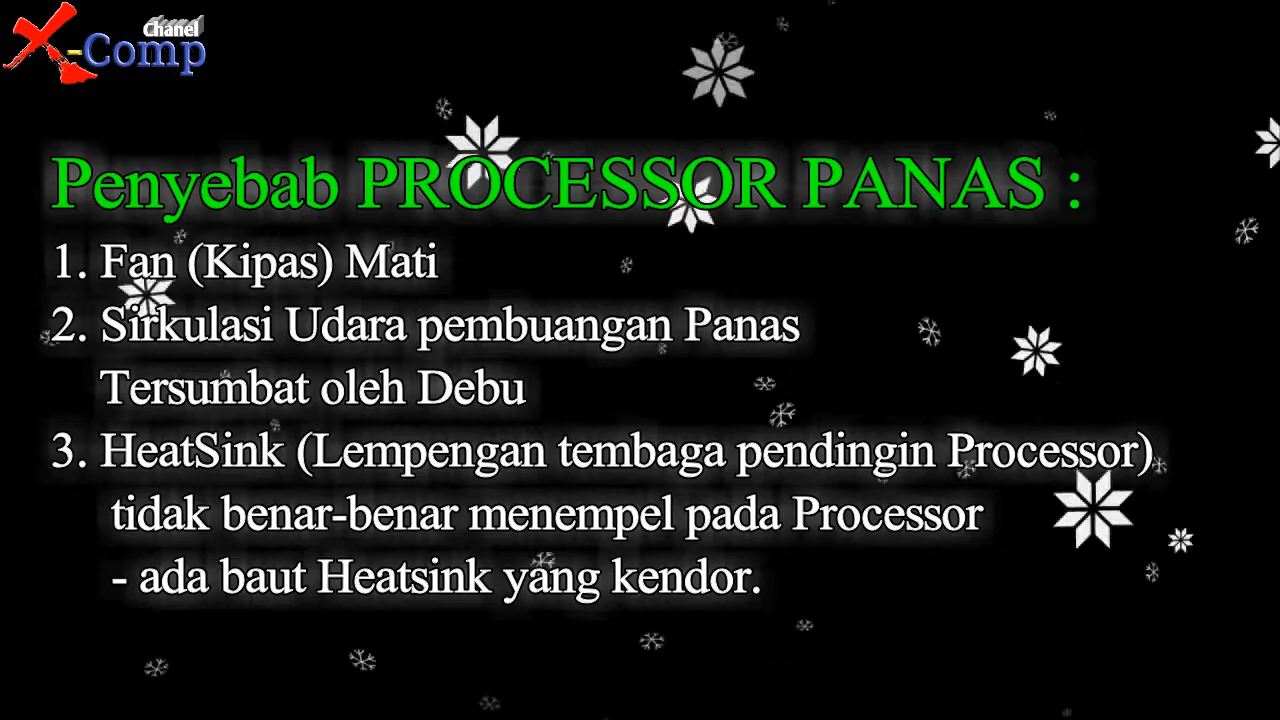 Chanel
X-Comp
Penyebab PROCESSOR PANAS :
1. Fan (Kipas) Mati
2. Sirkulasi Udara pembuangan Panas
Tersumbat oleh Debu
3. HeatSink (Lempengan tembaga pendingin Processor)
tidak benar-benar menempel pada Processor
- ada baut Heatsink yang kendor.